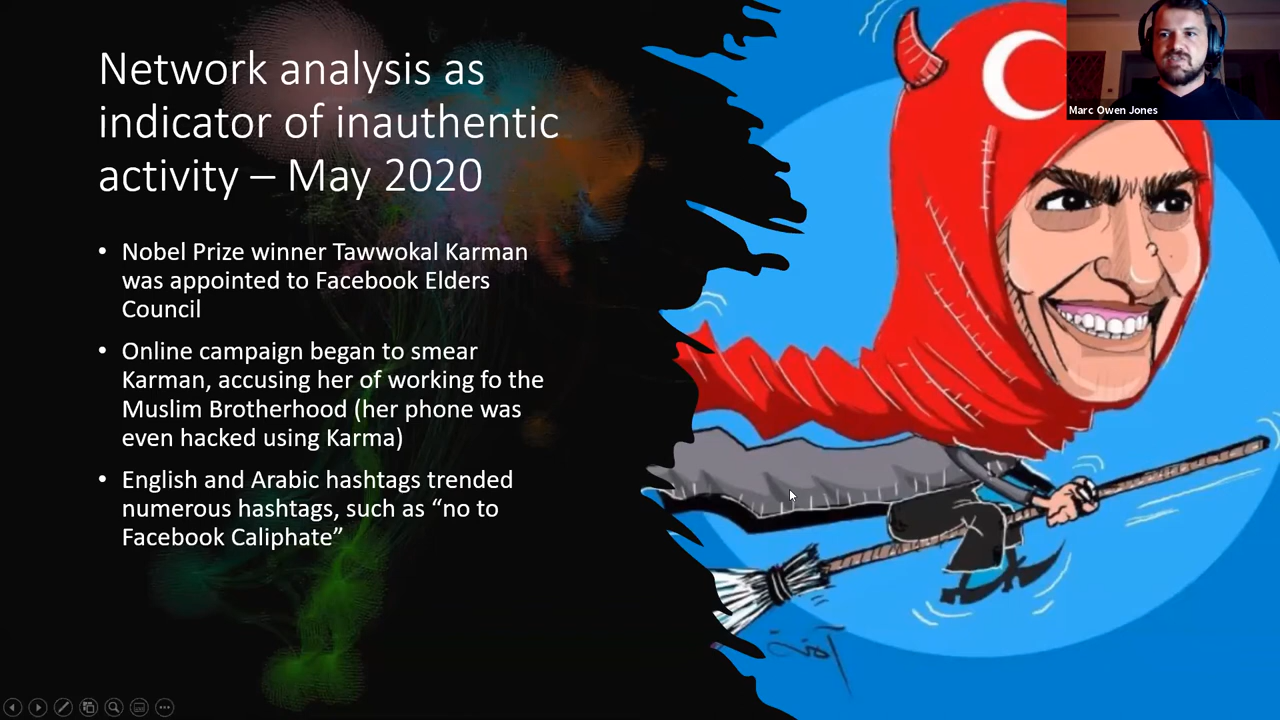 Network analysis as
indicator of inauthentic
activity – May 2020
• Nobel Prize winner Tawwokal Karman
was appointed to Facebook Elders
Council
• Online campaign began to smear
Karman, accusing her of working fo the
Muslim Brotherhood (her phone was
even hacked using Karma)
• English and Arabic hashtags trended
numerous hashtags, such as “no to
Facebook Caliphate”
Marc Owen Jones